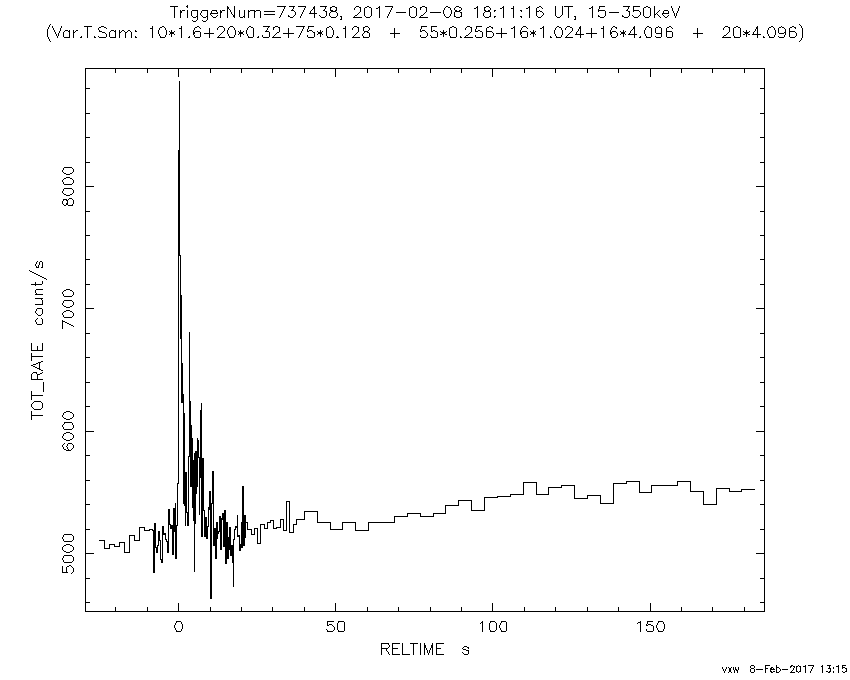 TriggerNum=737438, 2017-02-08 18:11:16 UT, 15-350keV
(Var.T.Sam: 10*1.6+20*0.32+75*0.128 + 55*0.256+16*1.024+16*4.096 + 20*4.096)
TOT_RATE count/s
8000
7000
6000
5000
0 50 100 150
RELTIME s
vxw 8-Feb-2017 13:15